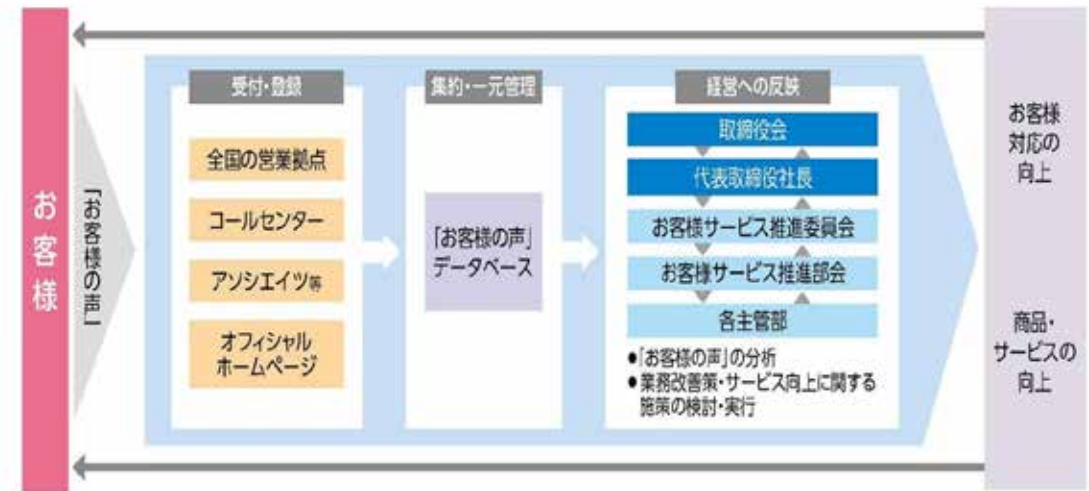 お客様
「お客様の声」
受付・登録
全国の営業拠点
コールセンター
アソシエイツ等
オフィシャル
ホームページ
集約・一元管理
「お客様の声」
データベース
経営への反映
取締役会
代表取締役社長
お客様サービス推進委員会
お客様サービス推進部会
各主管部
●「お客様の声」の分析
●業務改善策・サービス向上に関する
施策の検討・実行
お客様
対応の
向上
商品・
サービスの
向上